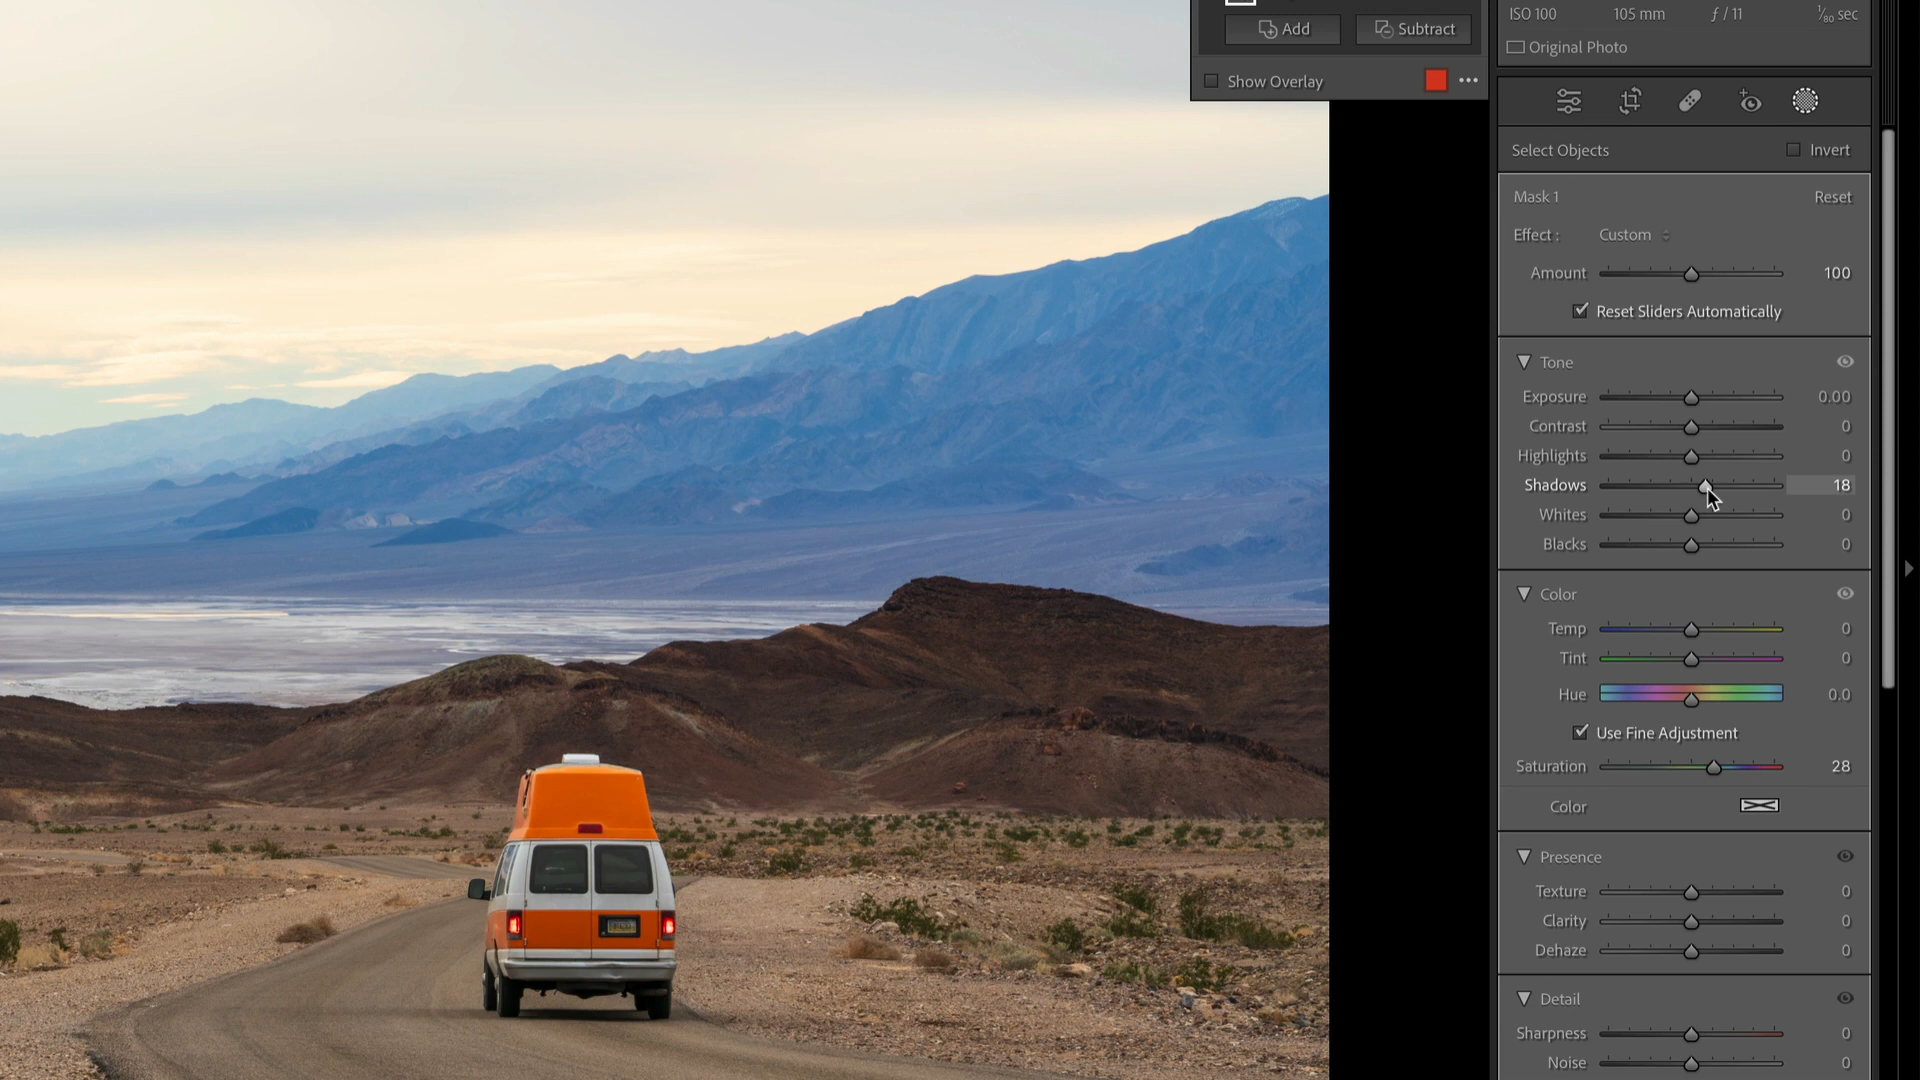 Add
Subtract
Show Overlay
ISO 100
105 mm
ƒ / 11
1/80 sec
Original Photo
Select Objects
Invert
Mask 1
Reset
Effect :
Custom
Amount
100
Reset Sliders Automatically
Tone
Exposure
0.00
Contrast
0
Highlights
0
Shadows
18
Whites
0
Blacks
0
Color
Temp
0
Tint
0
Hue
0.0
Use Fine Adjustment
Saturation
28
Color
Presence
Texture
0
Clarity
0
Dehaze
0
Detail
Sharpness
0
Noise
0